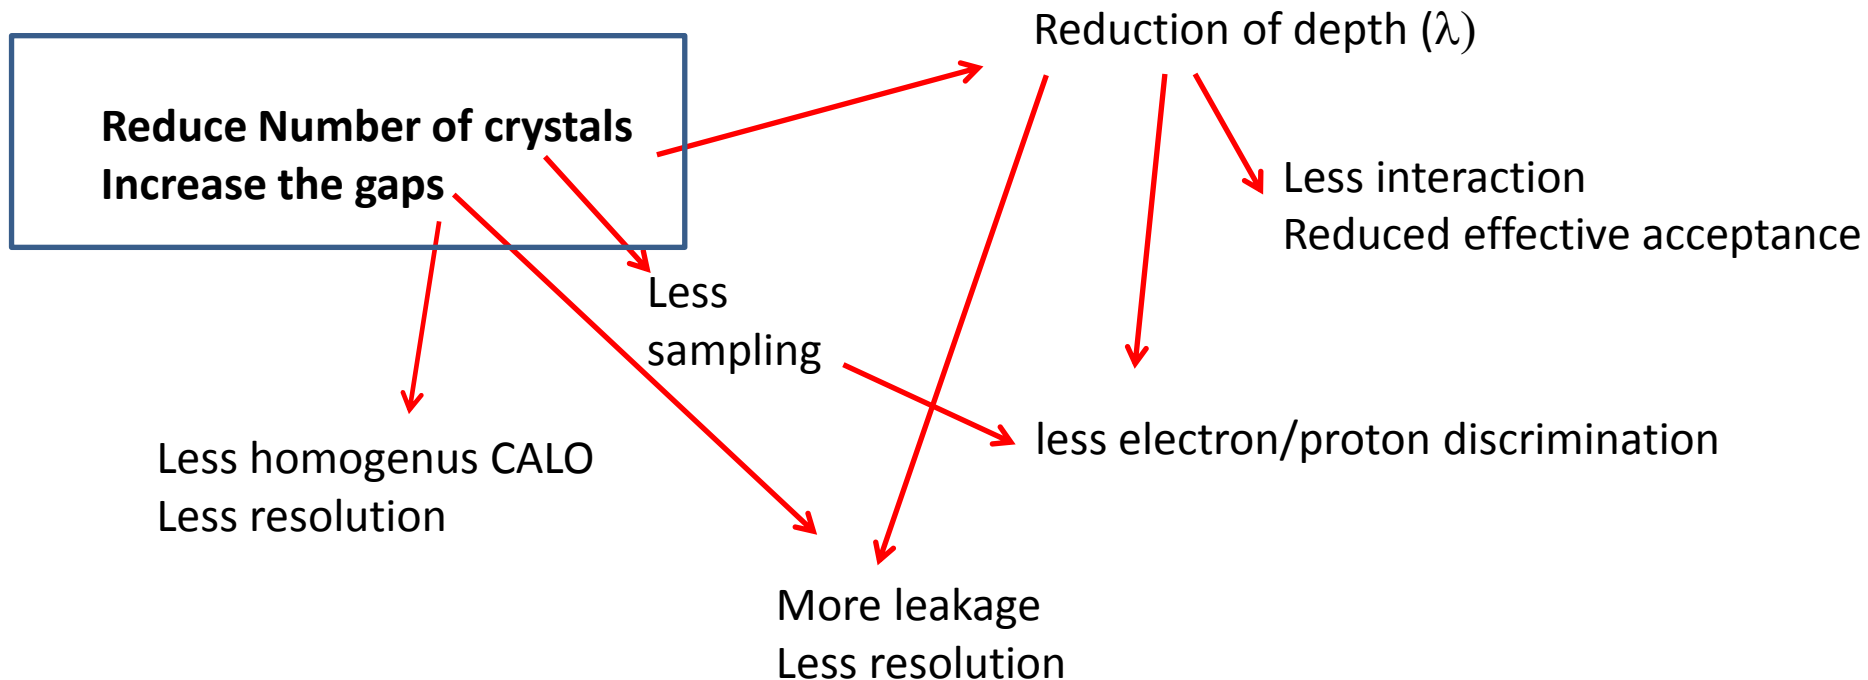 Reduction of depth (λ)
Reduce Number of crystals
Increase the gaps
Less interaction
Reduced effective acceptance
Less
sampling
less electron/proton discrimination
Less homogenus CALO
Less resolution
More leakage
Less resolution